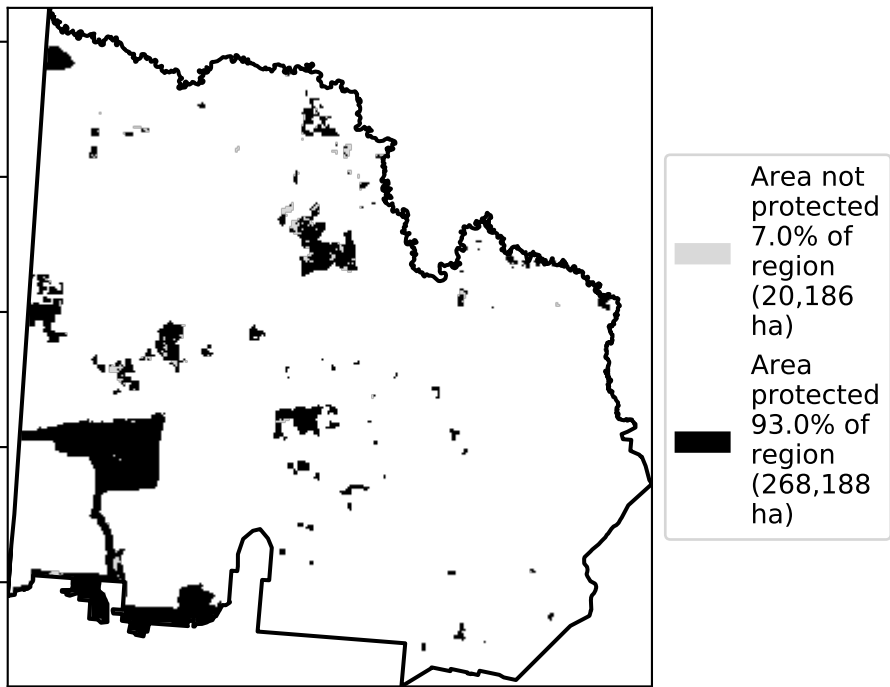 Area not
protected
7.0% of
region
(20,186
ha)
Area
protected
93.0% of
region
(268,188
ha)